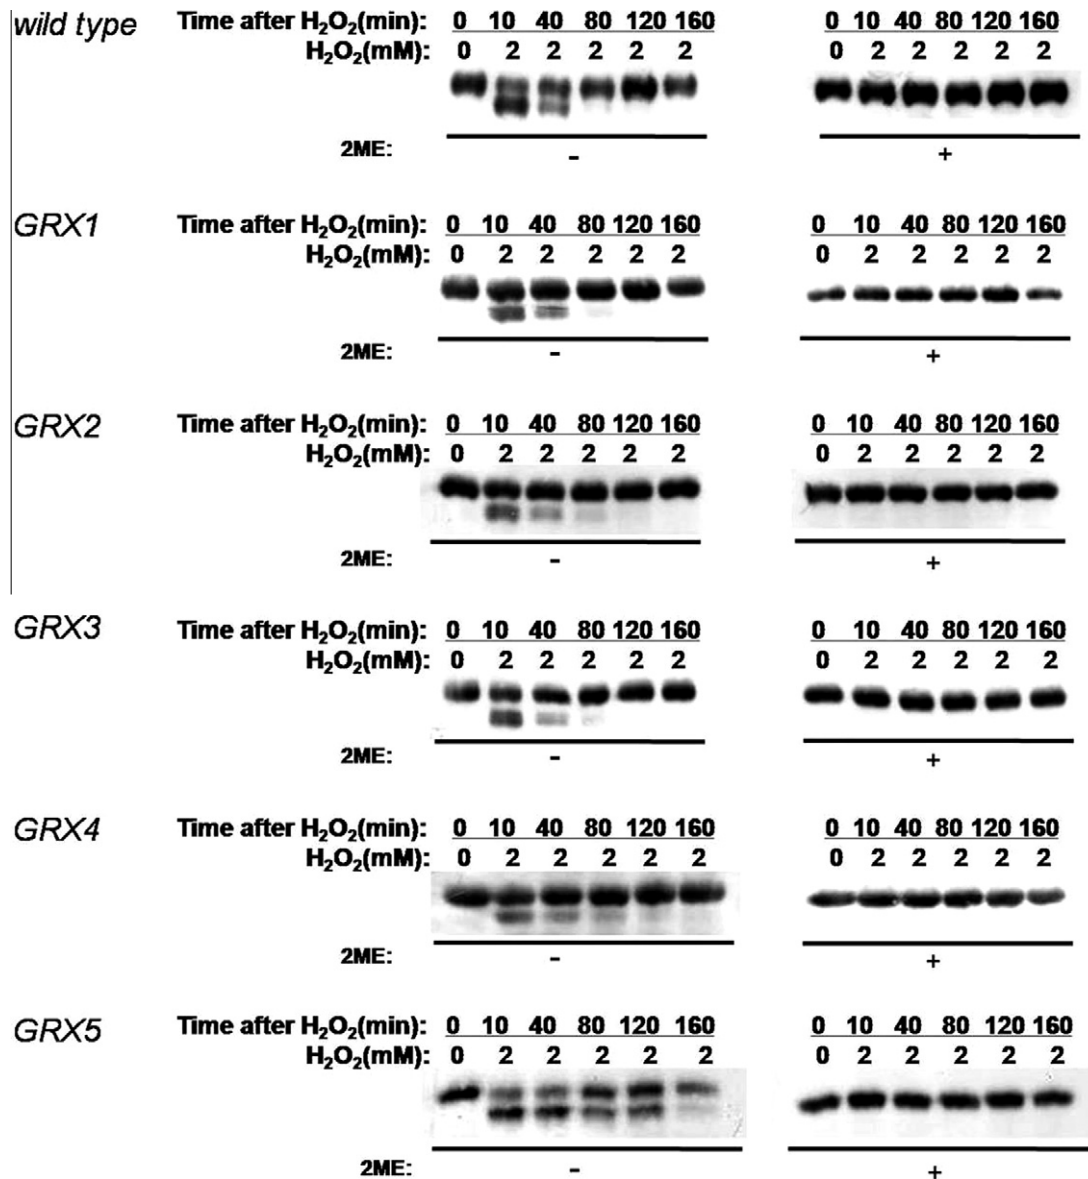 wild type Time after H₂O₂(min): 0 10 40 80 120 160 0 10 40 80 120 160
H₂O₂(mM): 0 2 2 2 2 2 0 2 2 2 2 2
2ME: - +
GRX1 Time after H₂O₂(min): 0 10 40 80 120 160 0 10 40 80 120 160
H₂O₂(mM): 0 2 2 2 2 2 0 2 2 2 2 2
2ME: - +
GRX2 Time after H₂O₂(min): 0 10 40 80 120 160 0 10 40 80 120 160
H₂O₂(mM): 0 2 2 2 2 2 0 2 2 2 2 2
2ME: - +
GRX3 Time after H₂O₂(min): 0 10 40 80 120 160 0 10 40 80 120 160
H₂O₂(mM): 0 2 2 2 2 2 0 2 2 2 2 2
2ME: - +
GRX4 Time after H₂O₂(min): 0 10 40 80 120 160 0 10 40 80 120 160
H₂O₂(mM): 0 2 2 2 2 2 0 2 2 2 2 2
2ME: - +
GRX5 Time after H₂O₂(min): 0 10 40 80 120 160 0 10 40 80 120 160
H₂O₂(mM): 0 2 2 2 2 2 0 2 2 2 2 2
2ME: - +